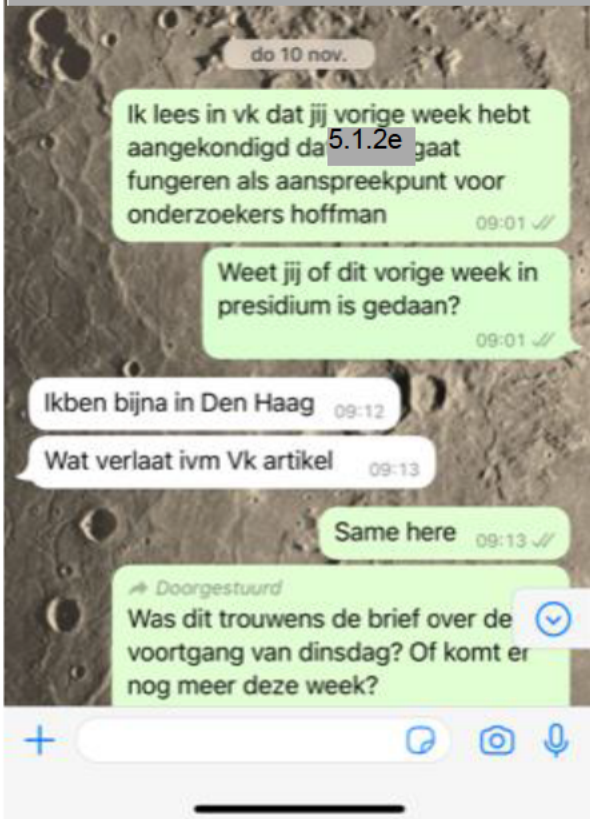 do 10 nov.
Ik lees in vk dat jij vorige week hebt
aangekondigd da 5.1.2e gaat
fungeren als aanspreekpunt voor
onderzoekers hoffman
09:01
Weet jij of dit vorige week in
presidium is gedaan?
09:01
Ikben bijna in Den Haag 09:12
Wat verlaat ivm Vk artikel 09:13
Same here 09:13
Doorgestuurd
Was dit trouwens de brief over de
voortgang van dinsdag? Of komt er
nog meer deze week?